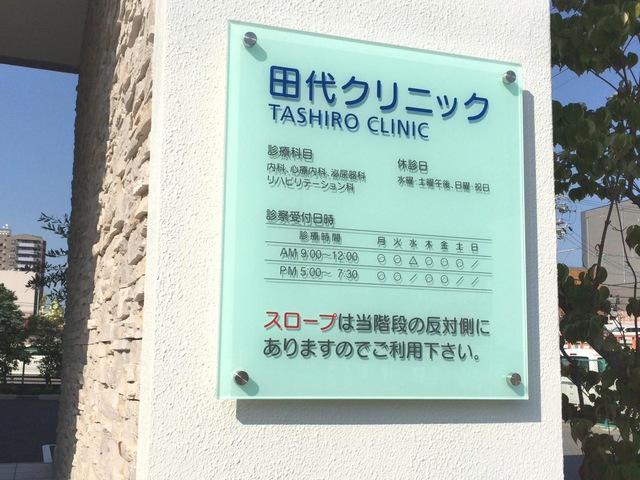 田代クリニック
TASHIRO CLINIC
診療科目
内科、心療内科、泌尿器科
リハビリテーション科
休診日
水曜・土曜午後、日曜・祝日
診察受付日時
診療時間 月 火 水 木 金 土 日
AM 9:00〜12:00 ○ ○ △ ○ ○ ○ ／
PM 5:00〜 7:30 ○ ○ ／ ○ ○ ／ ／
スロープは当階段の反対側に
ありますのでご利用下さい。